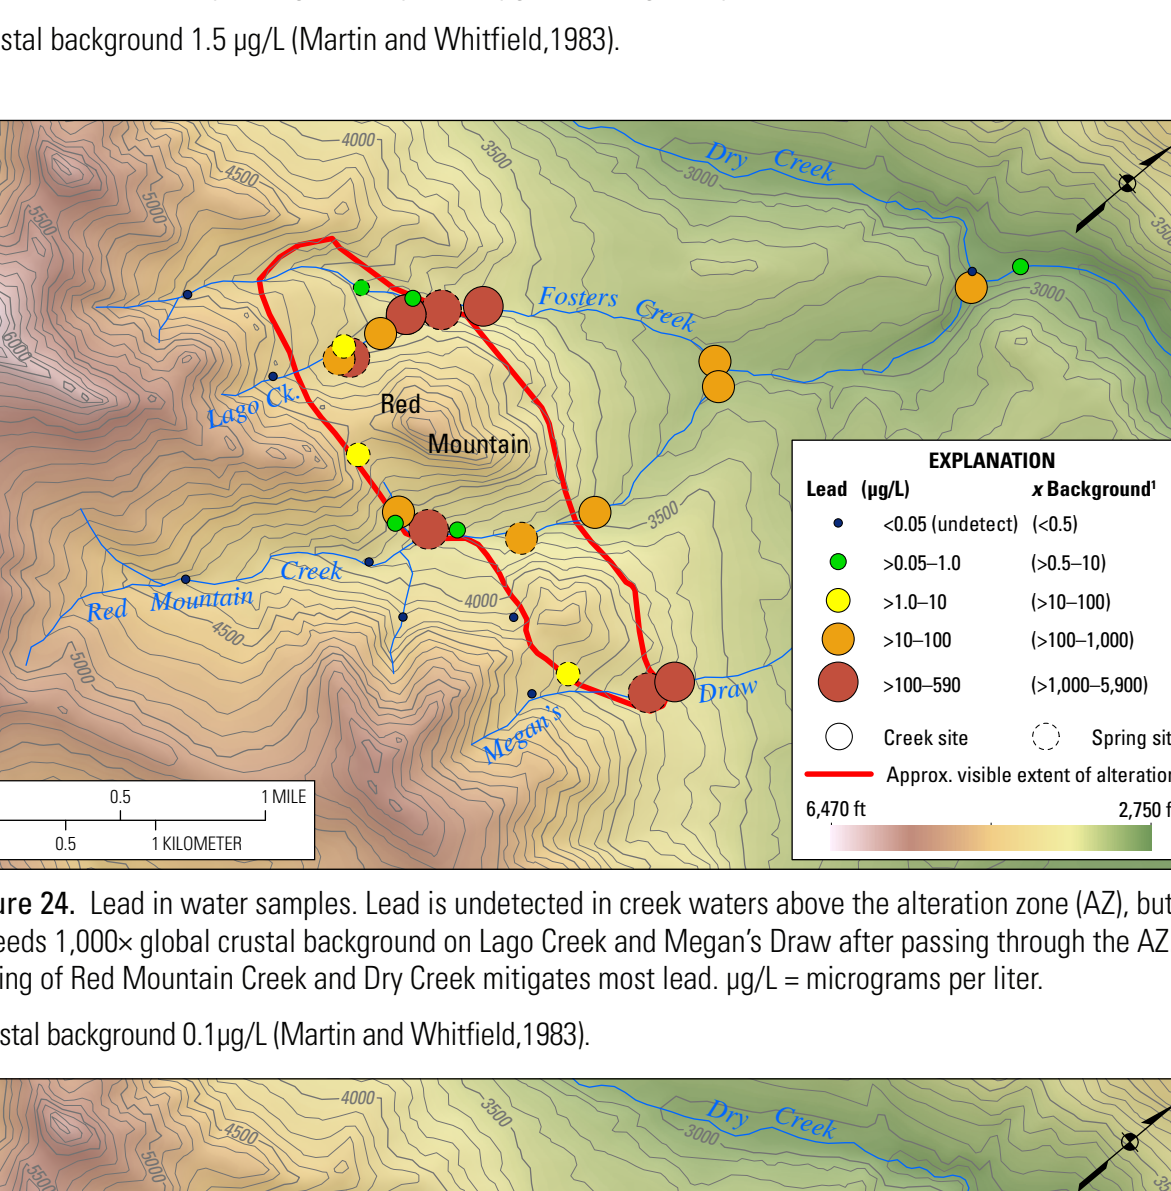 stal background 1.5 µg/L (Martin and Whitfield,1983).
4000
3500
Dry Creek
3000
4500
5000
5500
3500
3000
Fosters Creek
6000
Lago Ck.
Red
Mountain
3500
Creek
Red Mountain
4000
4500
5000
Megan's
Draw
EXPLANATION
Lead (µg/L) x Background¹
<0.05 (undetect) (<0.5)
>0.05–1.0 (>0.5–10)
>1.0–10 (>10–100)
>10–100 (>100–1,000)
>100–590 (>1,000–5,900)
Creek site Spring sit
Approx. visible extent of alteration
6,470 ft 2,750 f
0.5 1 MILE
0.5 1 KILOMETER
ure 24. Lead in water samples. Lead is undetected in creek waters above the alteration zone (AZ), but
eeds 1,000× global crustal background on Lago Creek and Megan's Draw after passing through the AZ
ing of Red Mountain Creek and Dry Creek mitigates most lead. µg/L = micrograms per liter.
stal background 0.1µg/L (Martin and Whitfield,1983).
4000
3500
Dry Creek
3000
4500
5000
5500